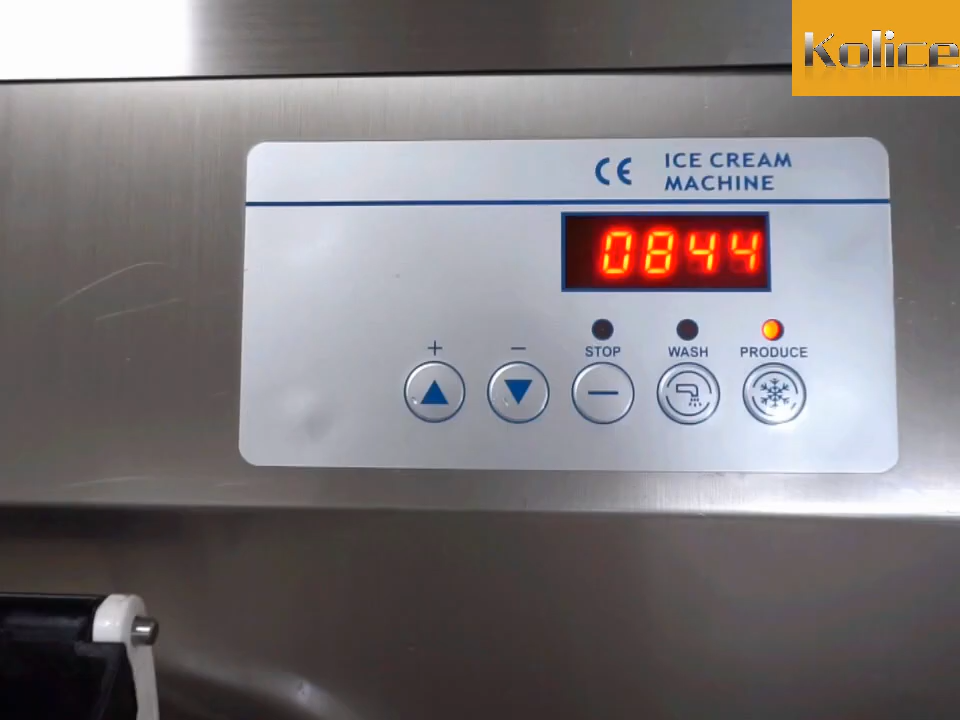 Kolice
CE ICE CREAM
MACHINE
0844
+ −
STOP WASH PRODUCE